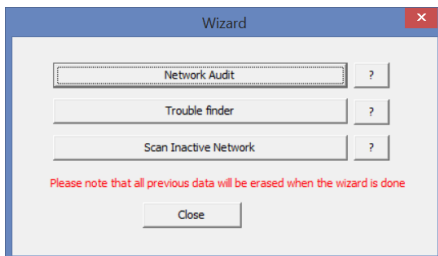 Wizard
Network Audit ?
Trouble finder ?
Scan Inactive Network ?
Please note that all previous data will be erased when the wizard is done
Close